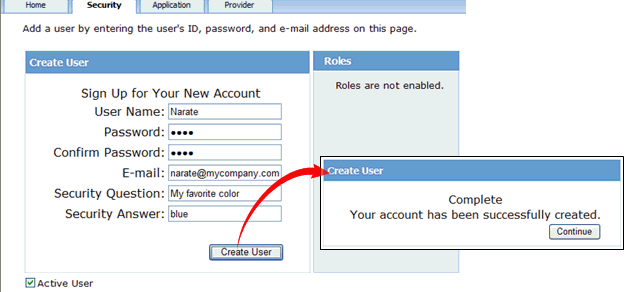 Home Security Application Provider
Add a user by entering the user's ID, password, and e-mail address on this page.
Create User
Sign Up for Your New Account
User Name: Narate
Password: ●●●●
Confirm Password: ●●●●
E-mail: narate@mycompany.com
Security Question: My favorite color
Security Answer: blue
Create User
Active User
Roles
Roles are not enabled.
Create User
Complete
Your account has been successfully created.
Continue